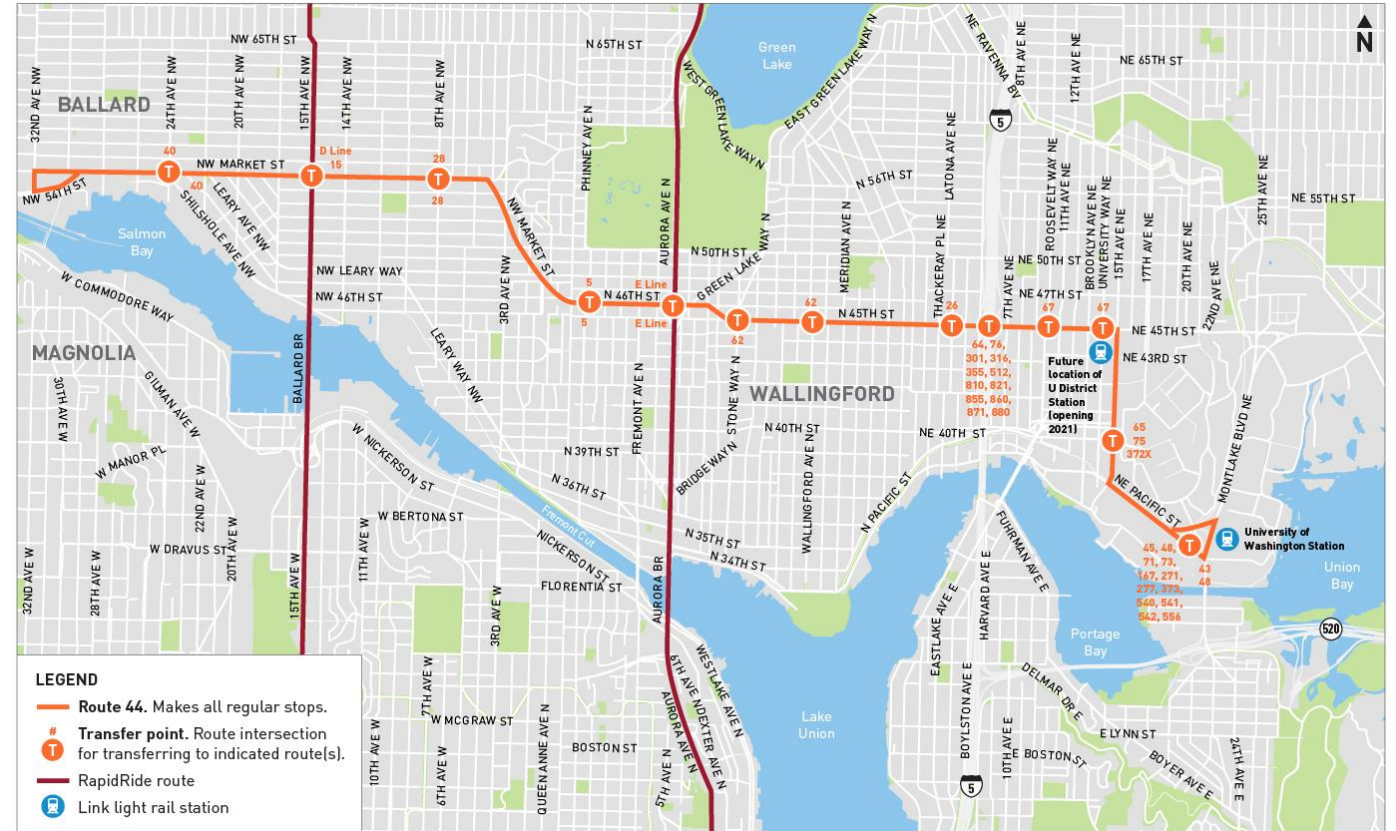 N
Green
Lake
NW 65TH ST
N 65TH ST
NE 65TH ST
NE RAVENNA BV
8TH AVE NE
12TH AVE NE
WEST GREEN LAKE WAY N
EAST GREEN LAKE WAY N
BALLARD
32ND AVE NW
24TH AVE NW
20TH AVE NW
15TH AVE NW
14TH AVE NW
8TH AVE NW
PHINNEY AVE N
AURORA AVE N
LATONA AVE NE
5
40
NW MARKET ST
D Line
15
28
T
T
T
40
28
NW 54TH ST
SHILSHOLE AVE NW
LEARY AVE NW
NW MARKET ST
N 56TH ST
ROOSEVELT WAY NE
11TH AVE NE
BROOKLYN AVE NE
UNIVERSITY WAY NE
15TH AVE NE
17TH AVE NE
20TH AVE NE
22ND AVE NE
25TH AVE NE
NE 55TH ST
Salmon
Bay
W COMMODORE WAY
NW LEARY WAY
NW 46TH ST
3RD AVE NW
N 50TH ST
GREEN LAKE WAY N
MERIDIAN AVE N
THACKERAY PL NE
7TH AVE NE
NE 50TH ST
NE 47TH ST
5
N 46TH ST
E Line
T
T
5
E Line
T
62
62
T
N 45TH ST
26
T
T
67
T
67
T
NE 45TH ST
NE 43RD ST
64, 76,
301, 316,
355, 512,
810, 821,
855, 860,
871, 880
Future
location of
U District
Station
(opening
2021)
MAGNOLIA
30TH AVE W
GILMAN AVE W
W MANOR PL
22ND AVE W
BALLARD BR
LEARY WAY NW
WALLINGFORD
FREMONT AVE N
STONE WAY N
N 39TH ST
N 40TH ST
NE 40TH ST
BRIDGE WAY N
WALLINGFORD AVE N
N PACIFIC ST
T
65
75
372X
MONTLAKE BLVD NE
NE PACIFIC ST
W NICKERSON ST
N 36TH ST
Fremont Cut
NICKERSON ST
N 35TH ST
N 34TH ST
W BERTONA ST
W DRAVUS ST
32ND AVE W
28TH AVE W
20TH AVE W
15TH AVE W
11TH AVE W
FLORENTIA ST
3RD AVE W
AURORA BR
FUHRMAN AVE E
EASTLAKE AVE E
HARVARD AVE E
T
University of
Washington Station
45, 48,
71, 73,
167, 271,
277, 373,
540, 541,
542, 556
43
48
Union
Bay
520
Portage
Bay
Lake
Union
7TH AVE W
W MCGRAW ST
10TH AVE W
6TH AVE W
QUEEN ANNE AVE N
BOSTON ST
5TH AVE N
6TH AVE N
DEXTER AVE N
WESTLAKE AVE N
AURORA AVE N
BOYLSTON AVE E
10TH AVE E
DELMAR DR E
E LYNN ST
E BOSTON ST
BOYER AVE E
24TH AVE E
5
LEGEND
Route 44. Makes all regular stops.
#
T
Transfer point. Route intersection
for transferring to indicated route(s).
RapidRide route
Link light rail station